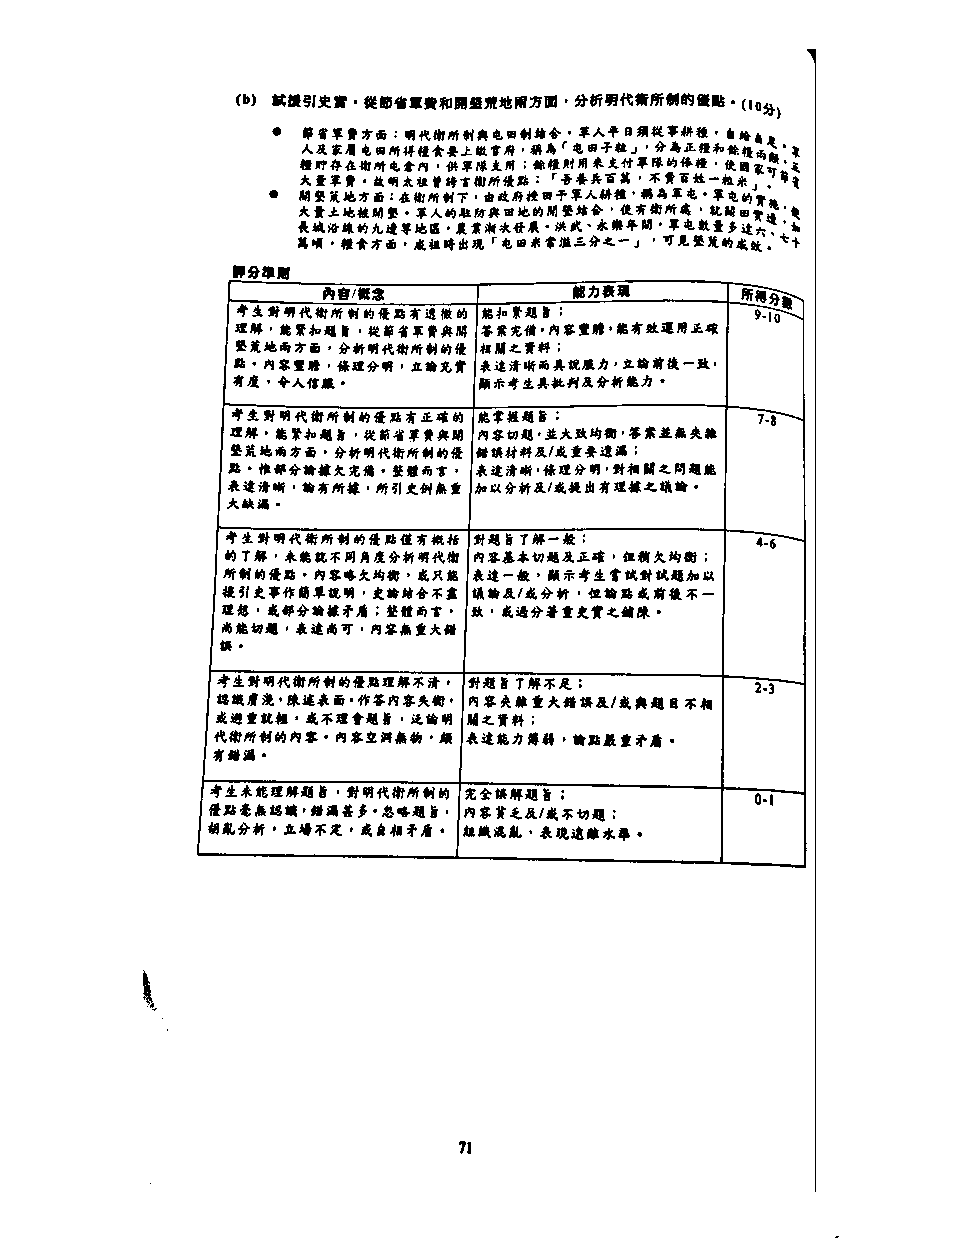 (b) 試援引史實，從節省軍費和開墾荒地兩方面，分析明代衛所制的優點。(10分)
● 節省軍費方面：明代衛所制與屯田制結合，軍人平日須從事耕種，自給自足。軍
人及家屬屯田所得糧食要上繳官府，稱為「屯田子粒」，分為正糧和餘糧兩餘，正
糧貯存在衛所屯倉內，供軍隊支用；餘糧則用來支付軍隊的俸糧，使國家可節省
大量軍費。故明太祖曾誇言衛所優點：「吾養兵百萬，不費百姓一粒米」。
● 開墾荒地方面：在衛所制下，由政府授田予軍人耕種，稱為軍屯。軍屯的實施，使
大量土地被開墾。軍人的駐防與田地的開墾結合，使有衛所處，就歸田實邊，如
長城沿線的九邊等地區，農業漸次發展。洪武、永樂年間，軍屯數量多達六、七十
萬頃，糧食方面，成祖時出現「屯田米常溢三分之一」，可見墾荒的成效。
評分準則
內容/概念 能力表現 所得分數
考生對明代衛所制的優點有透徹的
理解，能緊扣題旨，從節省軍費與開
墾荒地兩方面，分析明代衛所制的優
點。內容豐贍，條理分明，立論充實
有度，令人信服。
能扣緊題旨；
答案完備，內容豐贍，能有效運用正確
相關之資料；
表達清晰而具說服力，立論前後一致，
顯示考生具批判及分析能力。
9-10
考生對明代衛所制的優點有正確的
理解，能緊扣題旨，從節省軍費與開
墾荒地兩方面，分析明代衛所制的優
點。惟部分論據欠完備。整體而言，
表達清晰，論有所據，所引史例無重
大缺漏。
能掌握題旨；
內容切題，並大致均衡，答案並無夾雜
錯誤材料及/或重要遺漏；
表達清晰，條理分明，對相關之問題能
加以分析及/或提出有理據之議論。
7-8
考生對明代衛所制的優點僅有概括
的了解，未能就不同角度分析明代衛
所制的優點。內容略欠均衡，或只能
援引史事作簡單說明，史論結合不盡
理想，或部分論據矛盾；整體而言，
尚能切題，表達尚可，內容無重大錯
誤。
對題旨了解一般；
內容基本切題及正確，但稍欠均衡；
表達一般，顯示考生嘗試對試題加以
議論及/或分析，但論點或前後不一
致，或過分著重史實之鋪陳。
4-6
考生對明代衛所制的優點理解不清，
認識膚淺，陳述表面。作答內容失衡，
或避重就輕，或不理會題旨，泛論明
代衛所制的內容。內容空洞無物，頗
有錯漏。
對題旨了解不足；
內容夾雜重大錯誤及/或與題目不相
關之資料；
表達能力薄弱，論點嚴重矛盾。
2-3
考生未能理解題旨，對明代衛所制的
優點毫無認識，錯漏甚多。忽略題旨，
胡亂分析，立場不定，或自相矛盾。
完全誤解題旨；
內容貧乏及/或不切題；
組織混亂，表現遠離水準。
0-1
71